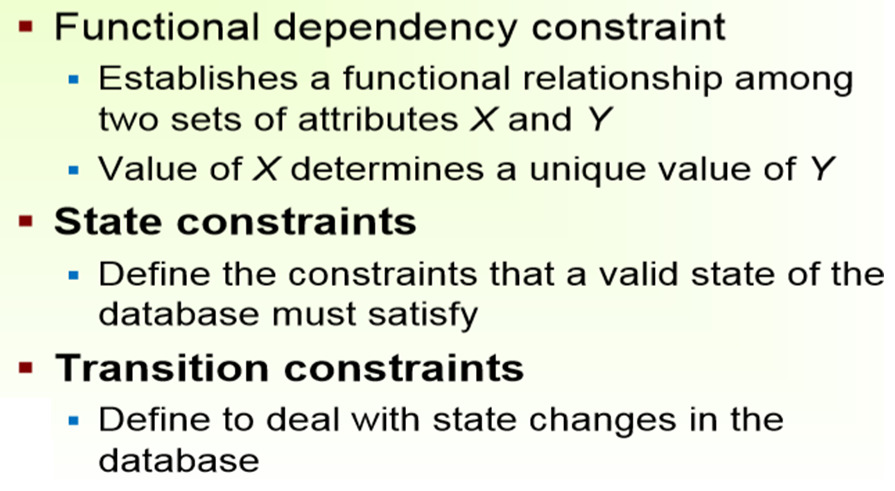 Functional dependency constraint
Establishes a functional relationship among
two sets of attributes X and Y
Value of X determines a unique value of Y
State constraints
Define the constraints that a valid state of the
database must satisfy
Transition constraints
Define to deal with state changes in the
database